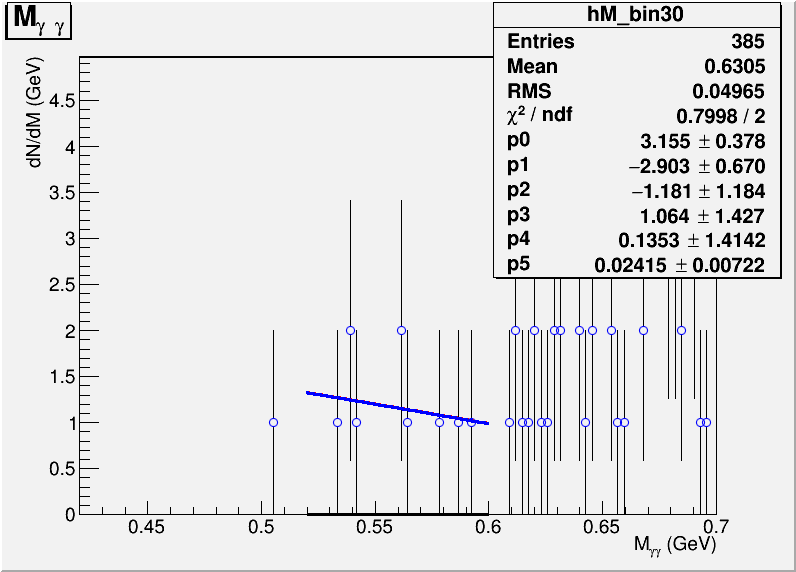 M_γ γ
hM_bin30
Entries 385
Mean 0.6305
RMS 0.04965
χ² / ndf 0.7998 / 2
p0 3.155 ± 0.378
p1 −2.903 ± 0.670
p2 −1.181 ± 1.184
p3 1.064 ± 1.427
p4 0.1353 ± 1.4142
p5 0.02415 ± 0.00722
dN/dM (GeV)
4.5
4
3.5
3
2.5
2
1.5
1
0.5
0
0.45 0.5 0.55 0.6 0.65 0.7
M_γγ (GeV)